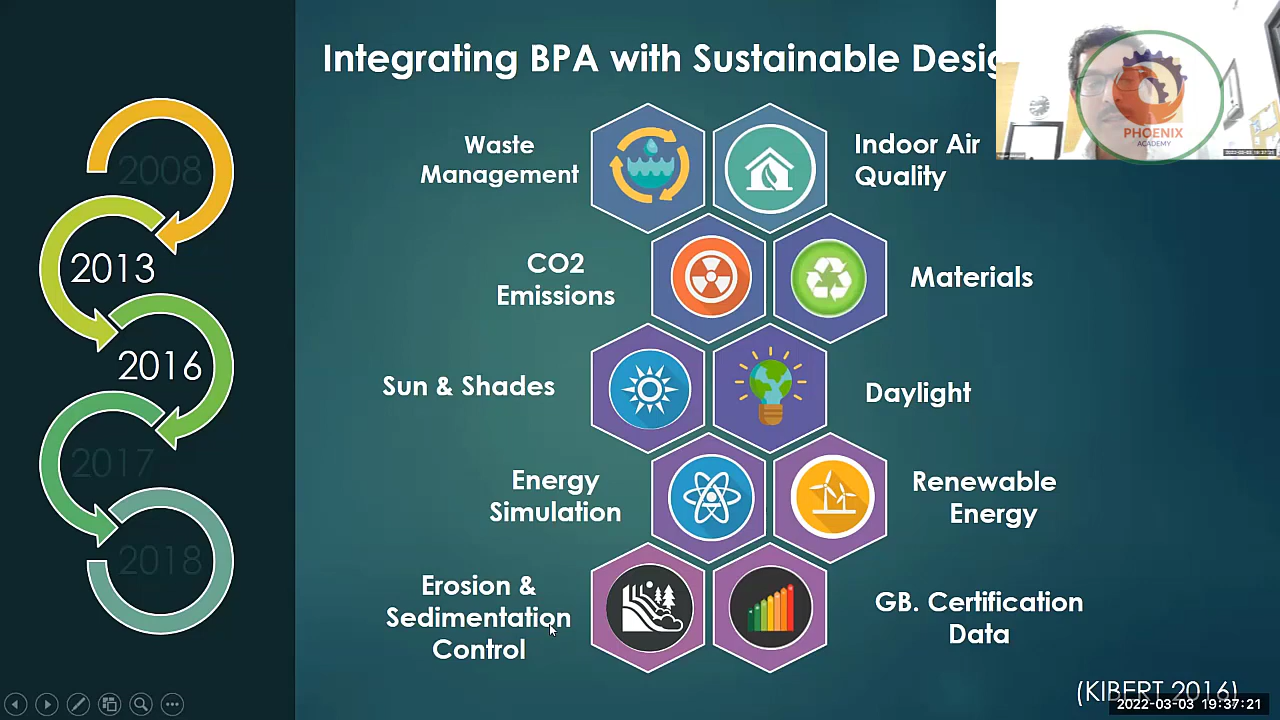 Integrating BPA with Sustainable Desig
PHOENIX
ACADEMY
2008
2013
2016
2017
2018
Waste
Management
Indoor Air
Quality
CO2
Emissions
Materials
Sun & Shades
Daylight
Energy
Simulation
Renewable
Energy
Erosion &
Sedimentation
Control
GB. Certification
Data
(KIBERT 2016)
2022-03-03 19:37:21